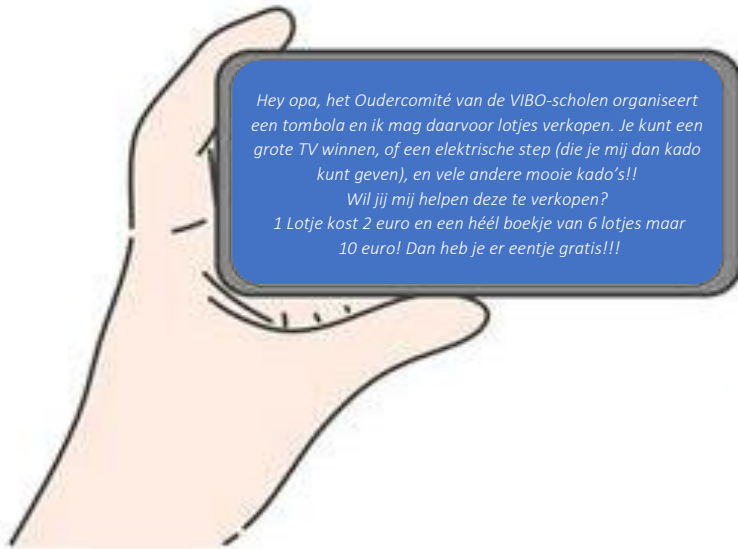 Hey opa, het Oudercomité van de VIBO-scholen organiseert
een tombola en ik mag daarvoor lotjes verkopen. Je kunt een
grote TV winnen, of een elektrische step (die je mij dan kado
kunt geven), en vele andere mooie kado's!!
Wil jij mij helpen deze te verkopen?
1 Lotje kost 2 euro en een héél boekje van 6 lotjes maar
10 euro! Dan heb je er eentje gratis!!!